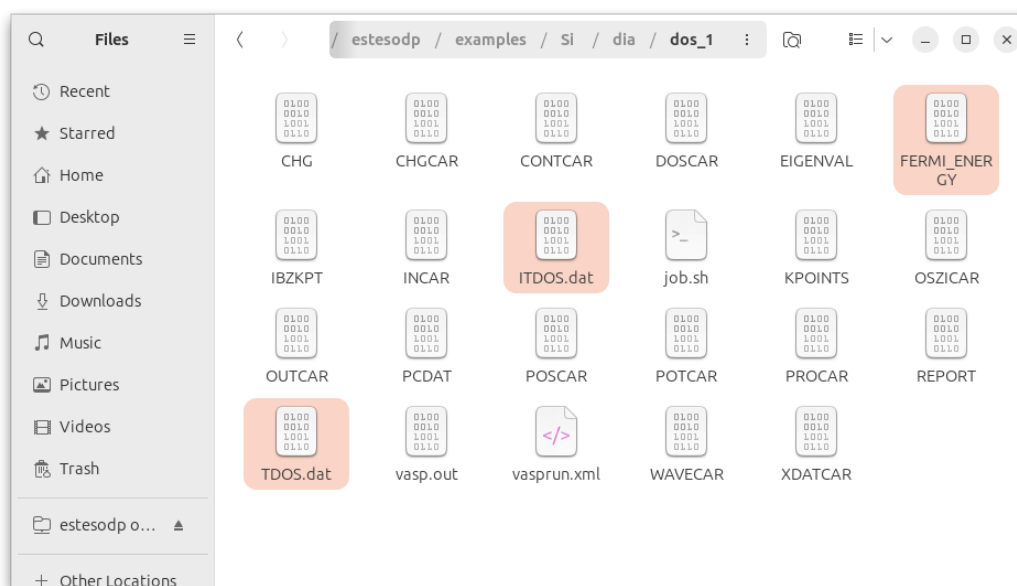 Files
/ estesodp / examples / Si / dia / dos_1
Recent
Starred
Home
Desktop
Documents
Downloads
Music
Pictures
Videos
Trash
estesodp o...
Other Locations
CHG
CHGCAR
CONTCAR
DOSCAR
EIGENVAL
FERMI_ENER
GY
IBZKPT
INCAR
ITDOS.dat
job.sh
KPOINTS
OSZICAR
OUTCAR
PCDAT
POSCAR
POTCAR
PROCAR
REPORT
TDOS.dat
vasp.out
vasprun.xml
WAVECAR
XDATCAR